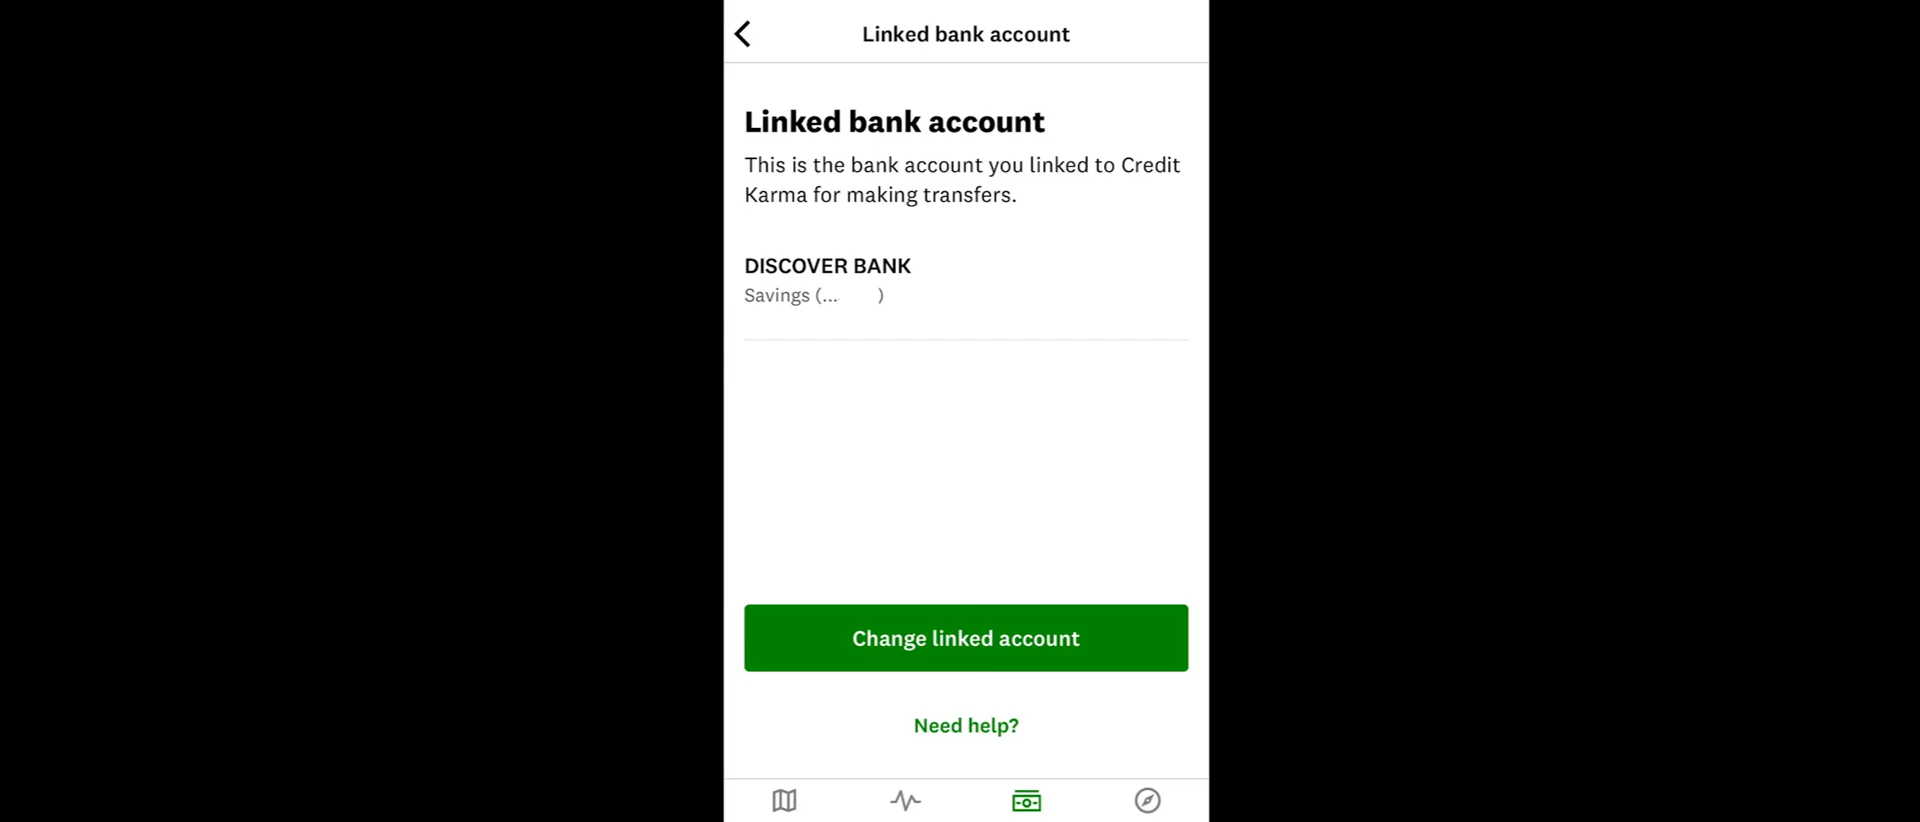 Linked bank account
Linked bank account
This is the bank account you linked to Credit
Karma for making transfers.
DISCOVER BANK
Savings (... )
Change linked account
Need help?